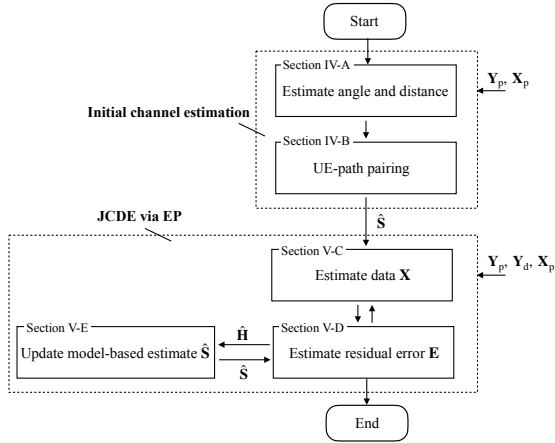 Start
Section IV-A
Estimate angle and distance
Y_p, X_p
Initial channel estimation
Section IV-B
UE-path pairing
Ŝ
JCDE via EP
Section V-C
Estimate data X
Y_p, Y_d, X_p
Section V-E
Update model-based estimate Ŝ
Ĥ
Ŝ
Section V-D
Estimate residual error E
End